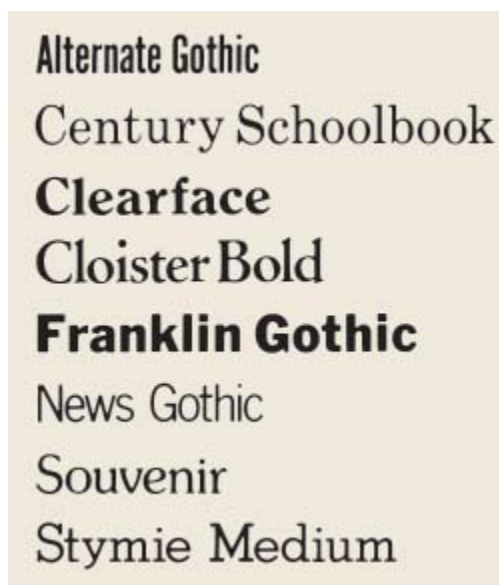 Alternate Gothic
Century Schoolbook
Clearface
Cloister Bold
Franklin Gothic
News Gothic
Souvenir
Stymie Medium